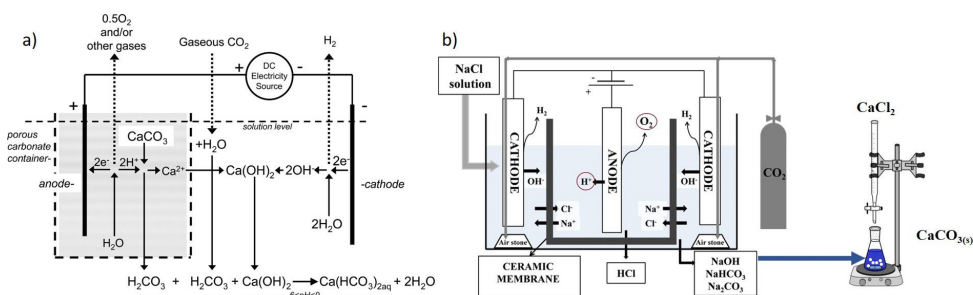 a)
0.5O₂
and/or
other gases
Gaseous CO₂
H₂
+
DC
Electricity
Source
-
+
-
solution level
porous
carbonate
container-
CaCO₃
+H₂O
2e⁻ 2H⁺
Ca²⁺
Ca(OH)₂
2OH⁻
2e⁻
anode-
-cathode
H₂O
2H₂O
H₂CO₃ + H₂CO₃ + Ca(OH)₂ → Ca(HCO₃)₂aq + 2H₂O
6<pH<9
b)
NaCl
solution
-
+
CATHODE
H₂
OH⁻
ANODE
O₂
H⁺
CATHODE
H₂
OH⁻
Cl⁻
Na⁺
Na⁺
Cl⁻
Air stone
Air stone
CERAMIC
MEMBRANE
HCl
NaOH
NaHCO₃
Na₂CO₃
CO₂
CaCl₂
CaCO₃₍ₛ₎